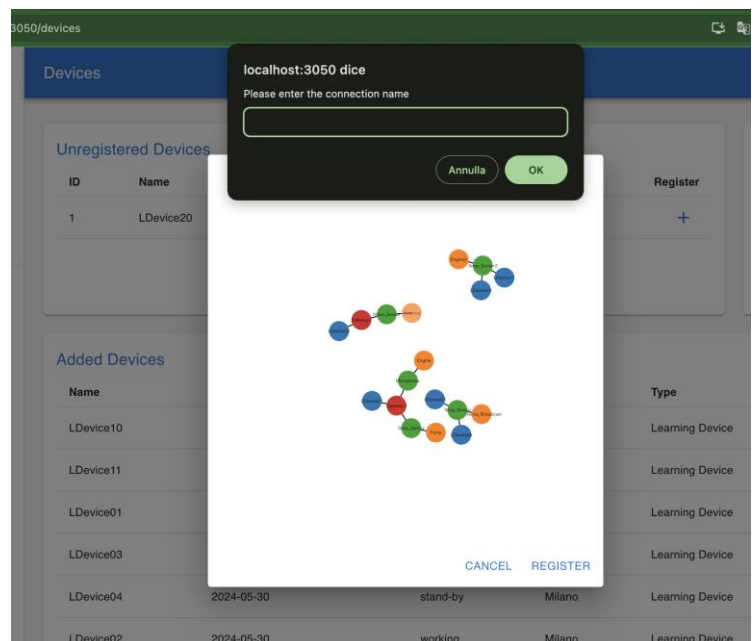 3050/devices
Devices
localhost:3050 dice
Please enter the connection name
Annulla
OK
Unregistered Devices
ID Name Register
1 LDevice20 +
Engine
Pump
CANCEL REGISTER
Added Devices
Name Type
LDevice10 Learning Device
LDevice11 Learning Device
LDevice01 Learning Device
LDevice03 Learning Device
LDevice04 2024-05-30 stand-by Milano Learning Device
LDevice02 2024-05-30 working Milano Learning Device